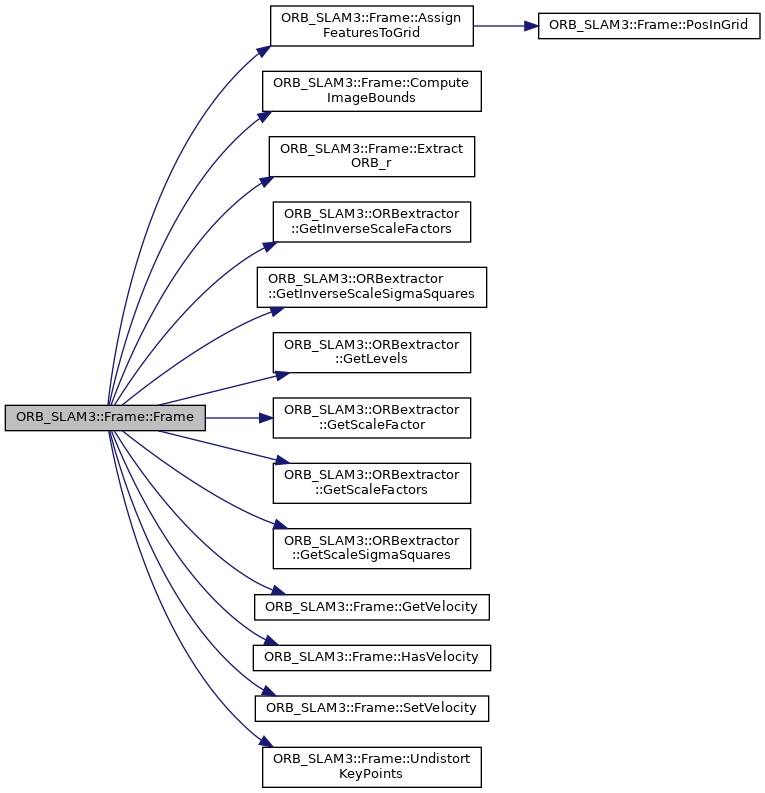 ORB_SLAM3::Frame::Assign
FeaturesToGrid
ORB_SLAM3::Frame::PosInGrid
ORB_SLAM3::Frame::Compute
ImageBounds
ORB_SLAM3::Frame::Extract
ORB_r
ORB_SLAM3::ORBextractor
::GetInverseScaleFactors
ORB_SLAM3::ORBextractor
::GetInverseScaleSigmaSquares
ORB_SLAM3::ORBextractor
::GetLevels
ORB_SLAM3::Frame::Frame
ORB_SLAM3::ORBextractor
::GetScaleFactor
ORB_SLAM3::ORBextractor
::GetScaleFactors
ORB_SLAM3::ORBextractor
::GetScaleSigmaSquares
ORB_SLAM3::Frame::GetVelocity
ORB_SLAM3::Frame::HasVelocity
ORB_SLAM3::Frame::SetVelocity
ORB_SLAM3::Frame::Undistort
KeyPoints